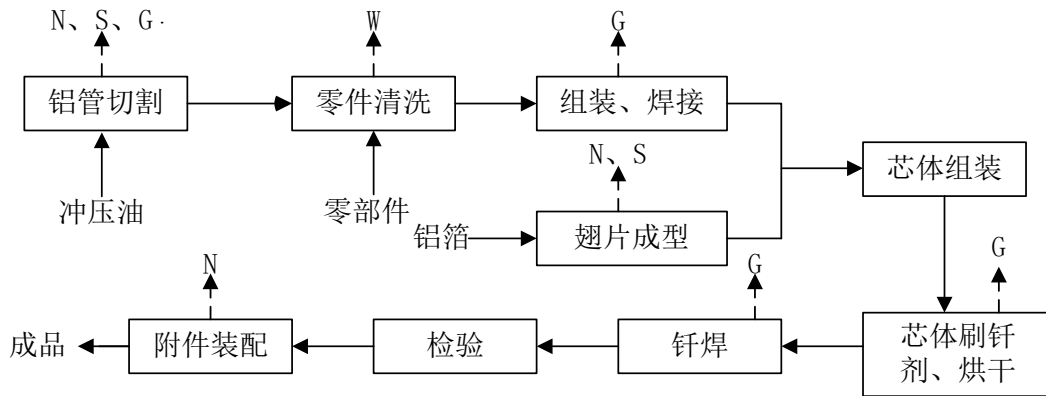 N、S、G.
W
G
铝管切割
零件清洗
组装、焊接
芯体组装
冲压油
零部件
N、S
铝箔
翅片成型
N
G
G
成品
附件装配
检验
钎焊
芯体刷钎
剂、烘干